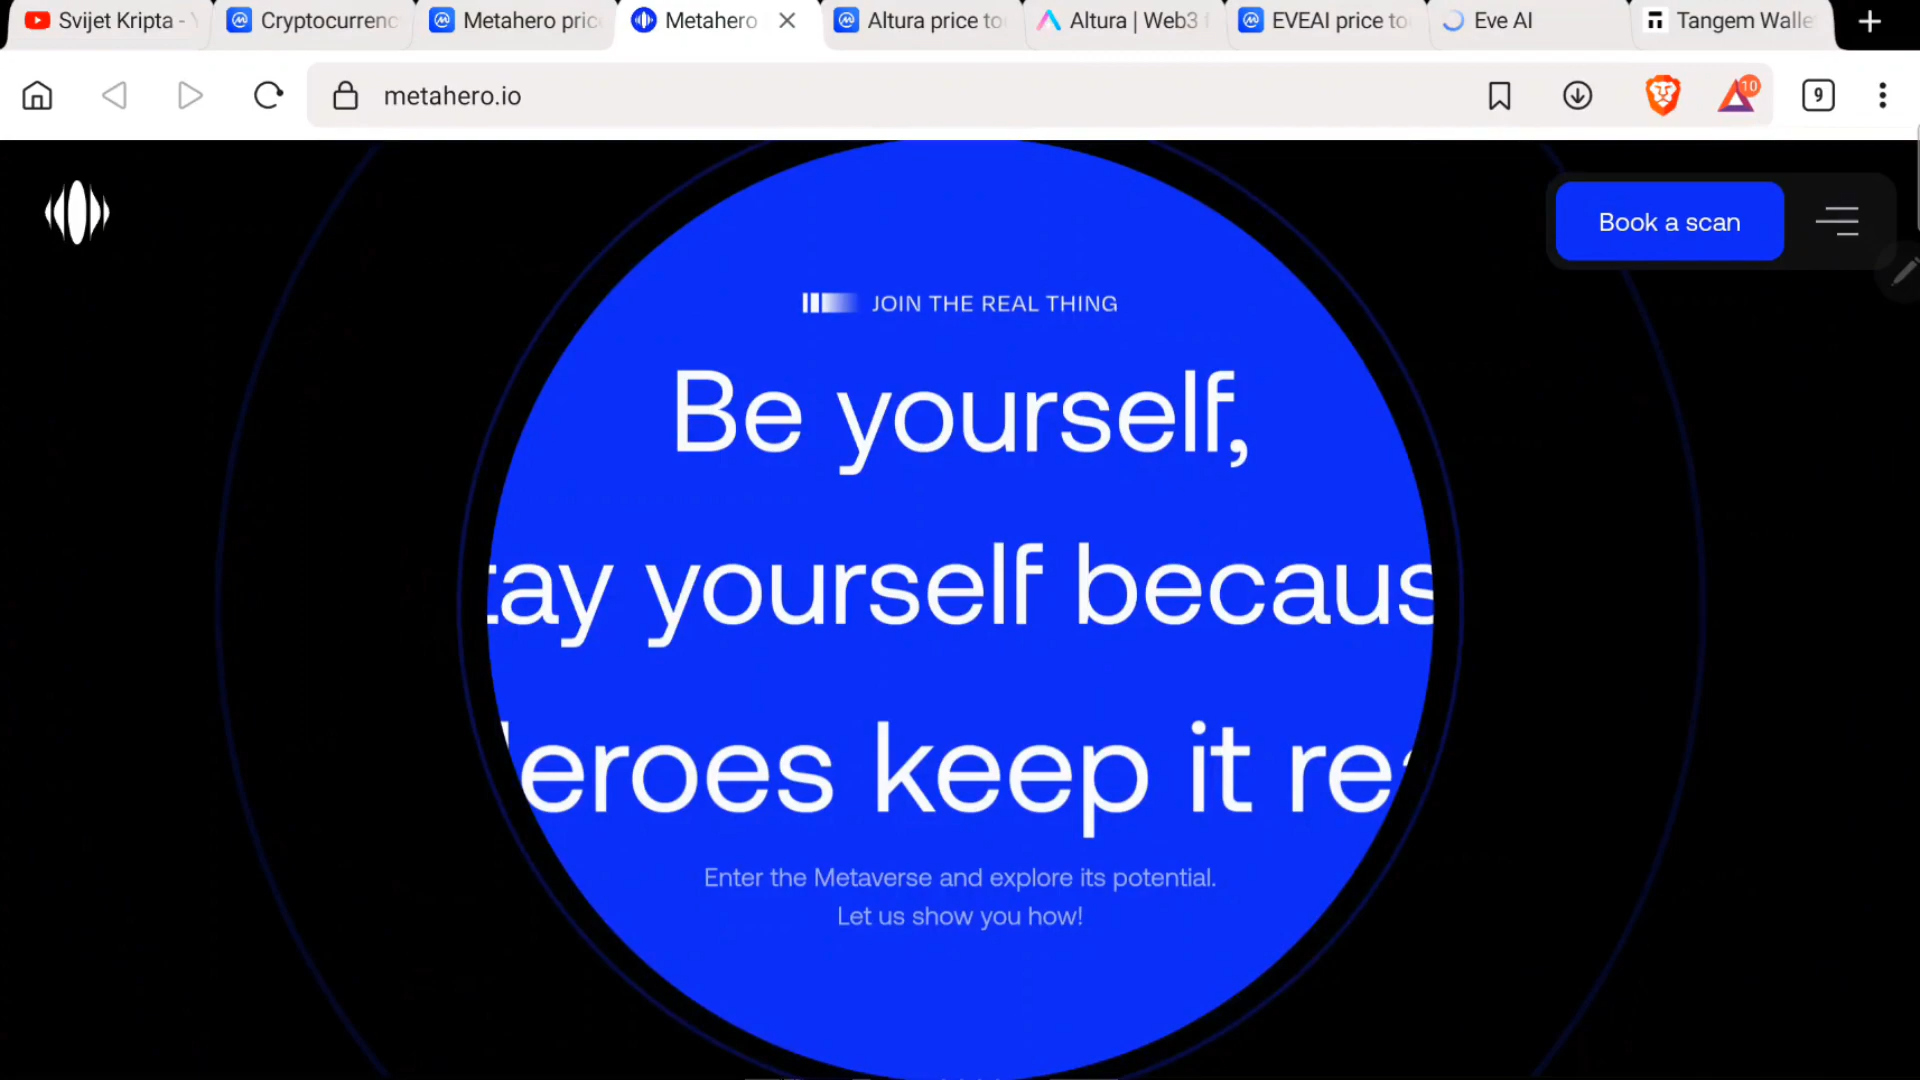 Svijet Kripta -
Cryptocurrenc
Metahero pric
Metahero
Altura price to
Altura | Web3
EVEAI price to
Eve AI
Tangem Walle
metahero.io
10
9
Book a scan
JOIN THE REAL THING
Be yourself,
tay yourself becaus
eroes keep it rea
Enter the Metaverse and explore its potential.
Let us show you how!